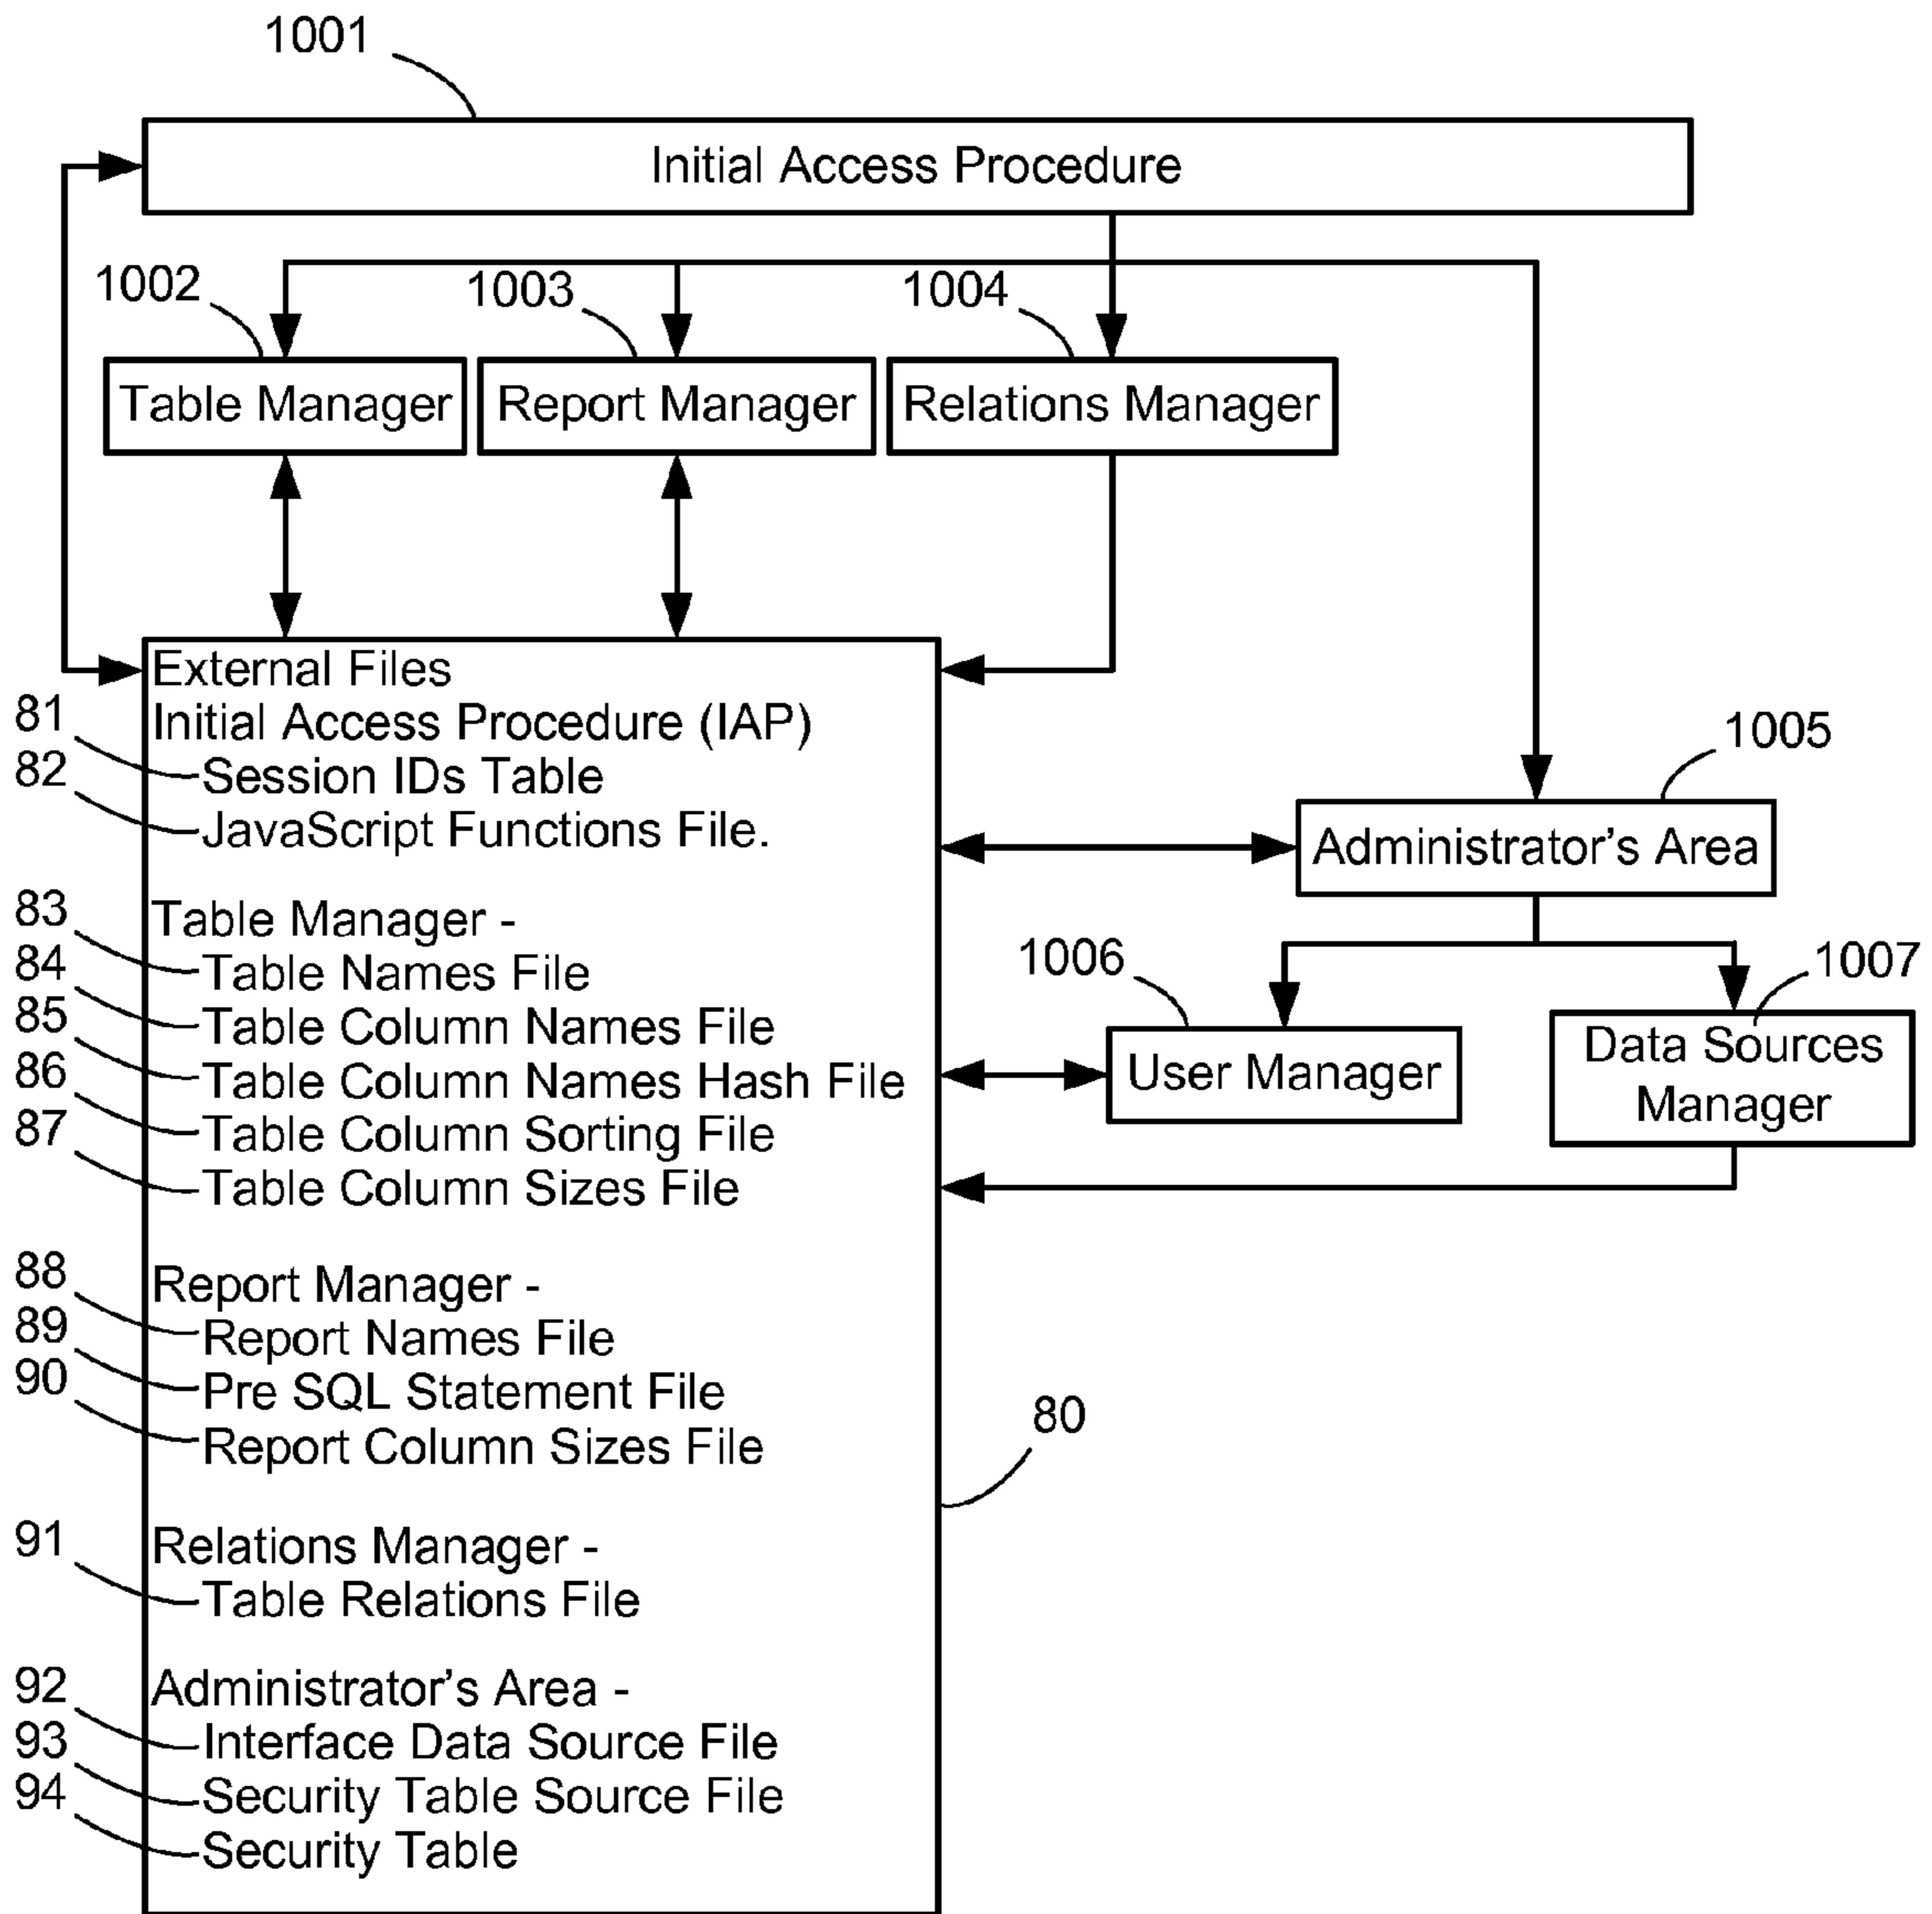 1001
Initial Access Procedure
1002
1003
1004
Table Manager
Report Manager
Relations Manager
External Files
81
Initial Access Procedure (IAP)
82
Session IDs Table
JavaScript Functions File.
1005
Administrator's Area
83
Table Manager -
84
Table Names File
85
Table Column Names File
86
Table Column Names Hash File
87
Table Column Sorting File
Table Column Sizes File
1006
User Manager
1007
Data Sources
Manager
88
Report Manager -
89
Report Names File
90
Pre SQL Statement File
Report Column Sizes File
80
91
Relations Manager -
Table Relations File
92
Administrator's Area -
93
Interface Data Source File
94
Security Table Source File
Security Table